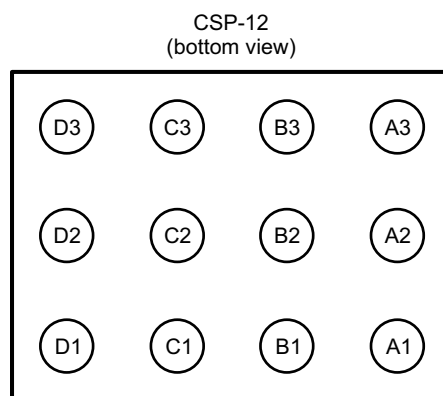 CSP-12
(bottom view)
D3 C3 B3 A3
D2 C2 B2 A2
D1 C1 B1 A1